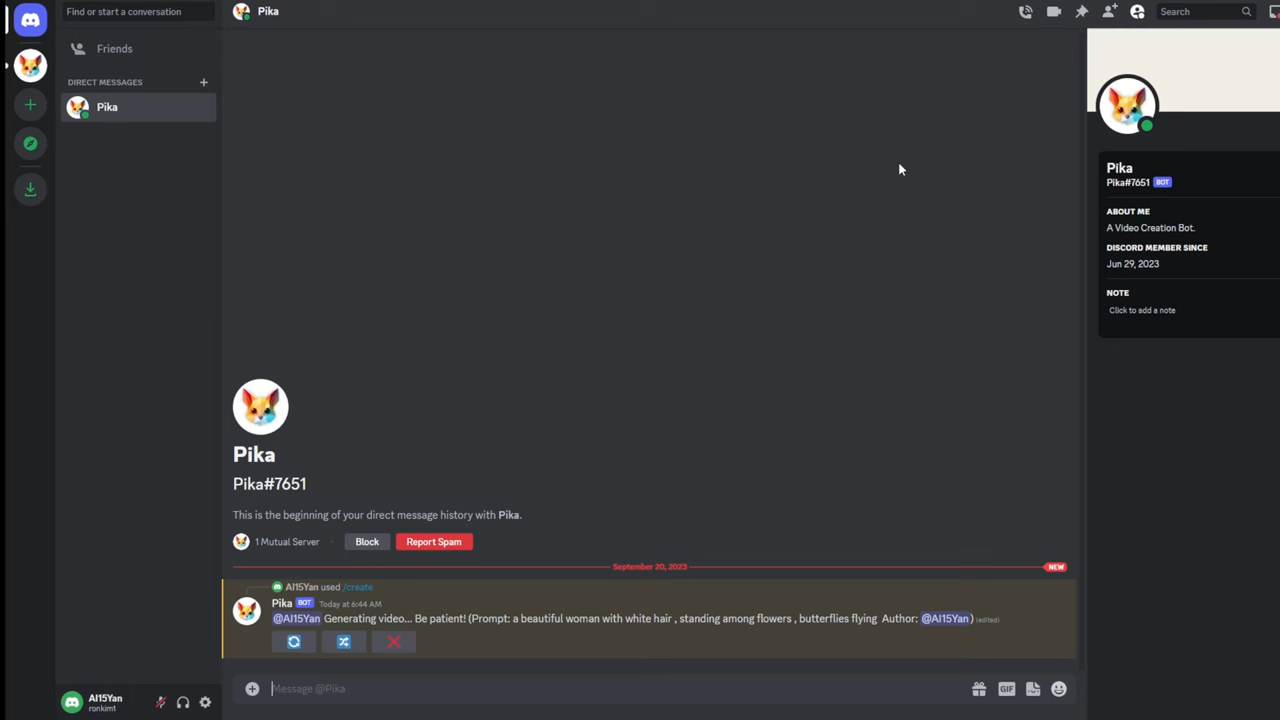 Find or start a conversation
Pika
Search
Friends
DIRECT MESSAGES
Pika
Pika
Pika#7651 BOT
ABOUT ME
A Video Creation Bot.
DISCORD MEMBER SINCE
Jun 29, 2023
NOTE
Click to add a note
Pika
Pika#7651
This is the beginning of your direct message history with Pika.
1 Mutual Server Block Report Spam
September 20, 2023 NEW
AI15Yan used /create
Pika BOT Today at 6:44 AM
@AI15Yan Generating video... Be patient! (Prompt: a beautiful woman with white hair , standing among flowers , butterflies flying Author: @AI15Yan) (edited)
Message @Pika
GIF
AI15Yan
ronkimt